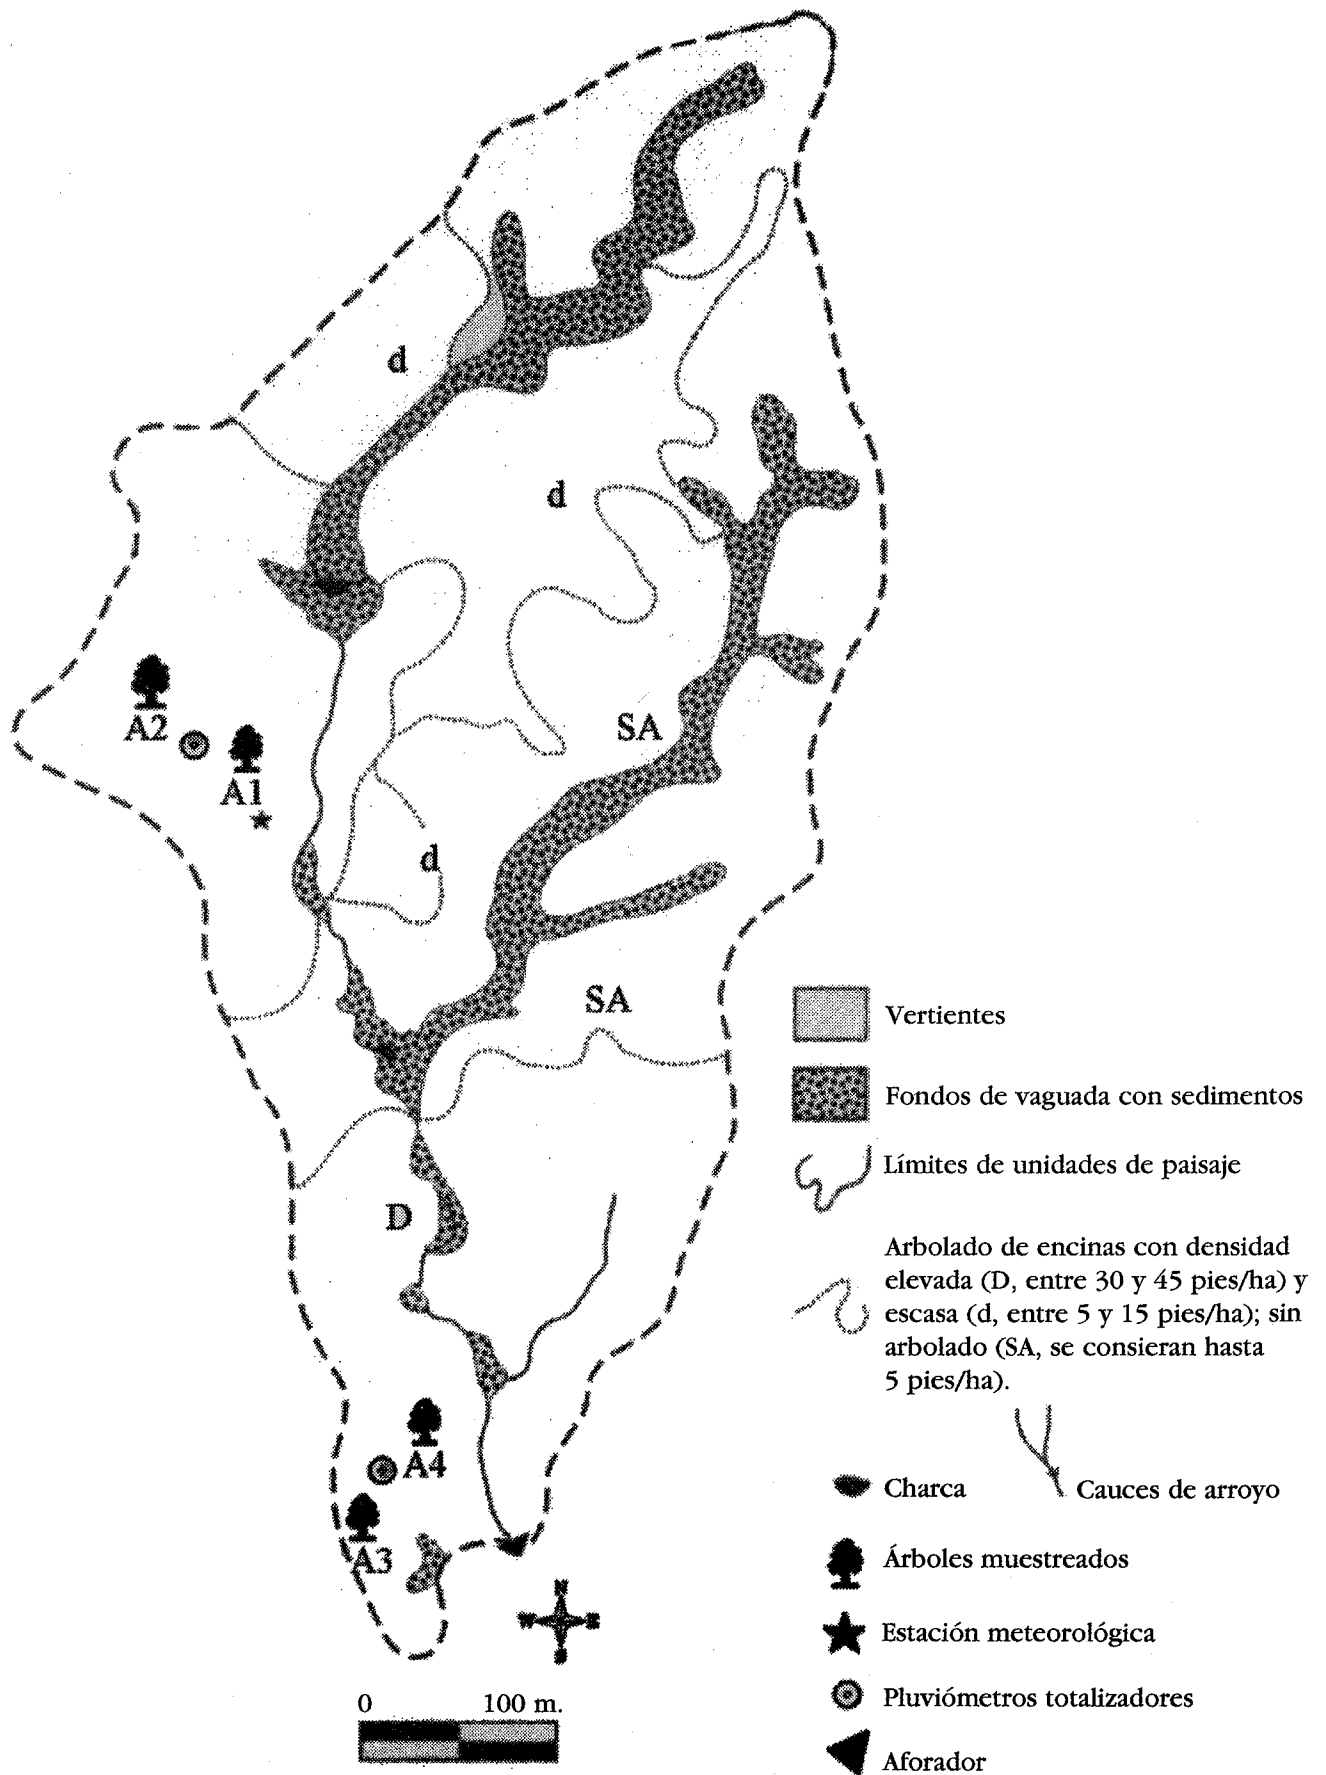 d
d
A2
A1
SA
d
SA
D
A4
A3
N
W E
S
0 100 m.
Vertientes
Fondos de vaguada con sedimentos
Límites de unidades de paisaje
Arbolado de encinas con densidad
elevada (D, entre 30 y 45 pies/ha) y
escasa (d, entre 5 y 15 pies/ha); sin
arbolado (SA, se consieran hasta
5 pies/ha).
Charca
Cauces de arroyo
Árboles muestreados
Estación meteorológica
Pluviómetros totalizadores
Aforador